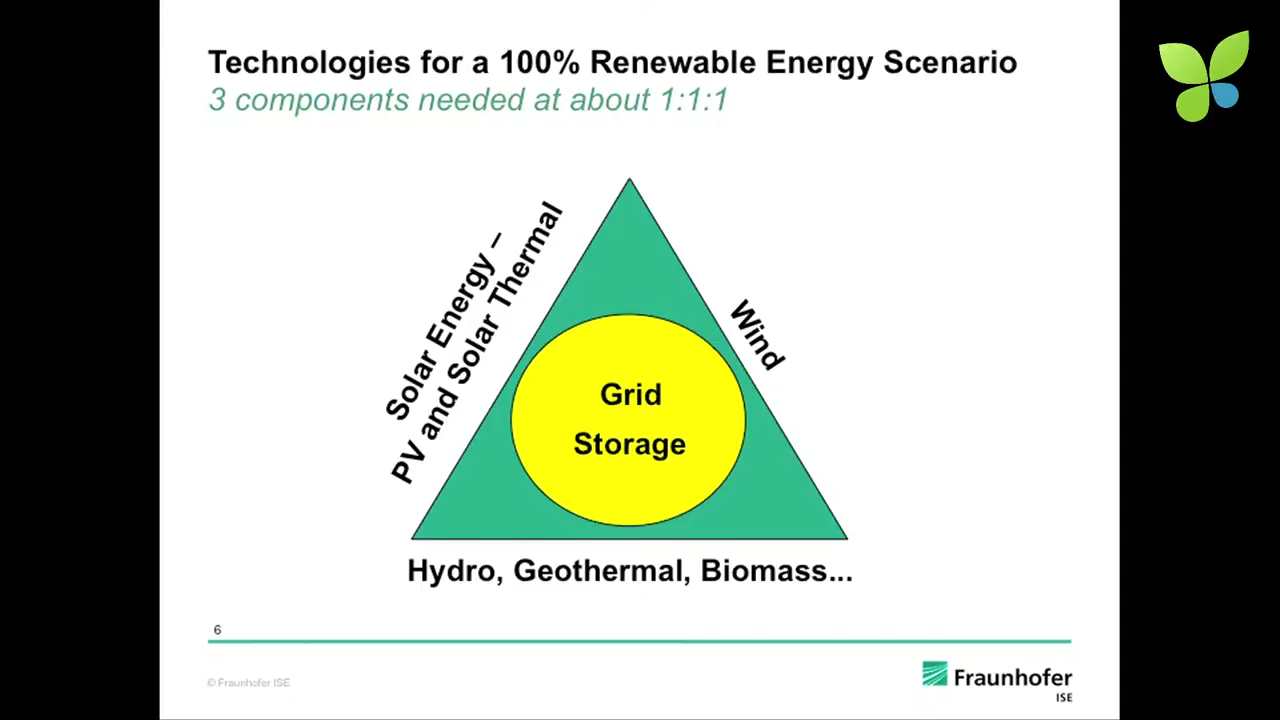 Technologies for a 100% Renewable Energy Scenario
3 components needed at about 1:1:1
Solar Energy –
PV and Solar Thermal
Wind
Grid
Storage
Hydro, Geothermal, Biomass...
6
© Fraunhofer ISE
Fraunhofer
ISE